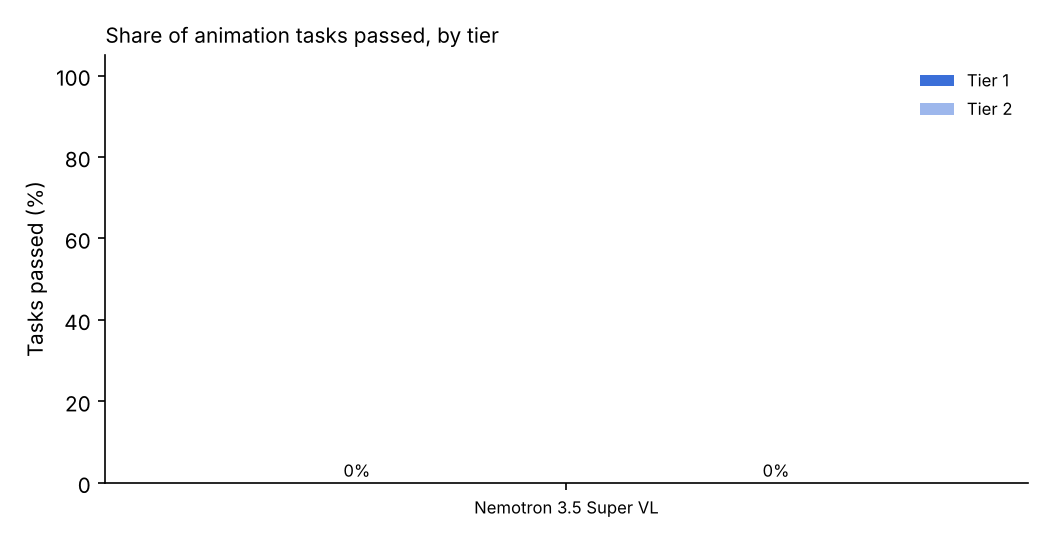 Share of animation tasks passed, by tier
Tier 1
Tier 2
Tasks passed (%)
100
80
60
40
20
0
0%
0%
Nemotron 3.5 Super VL